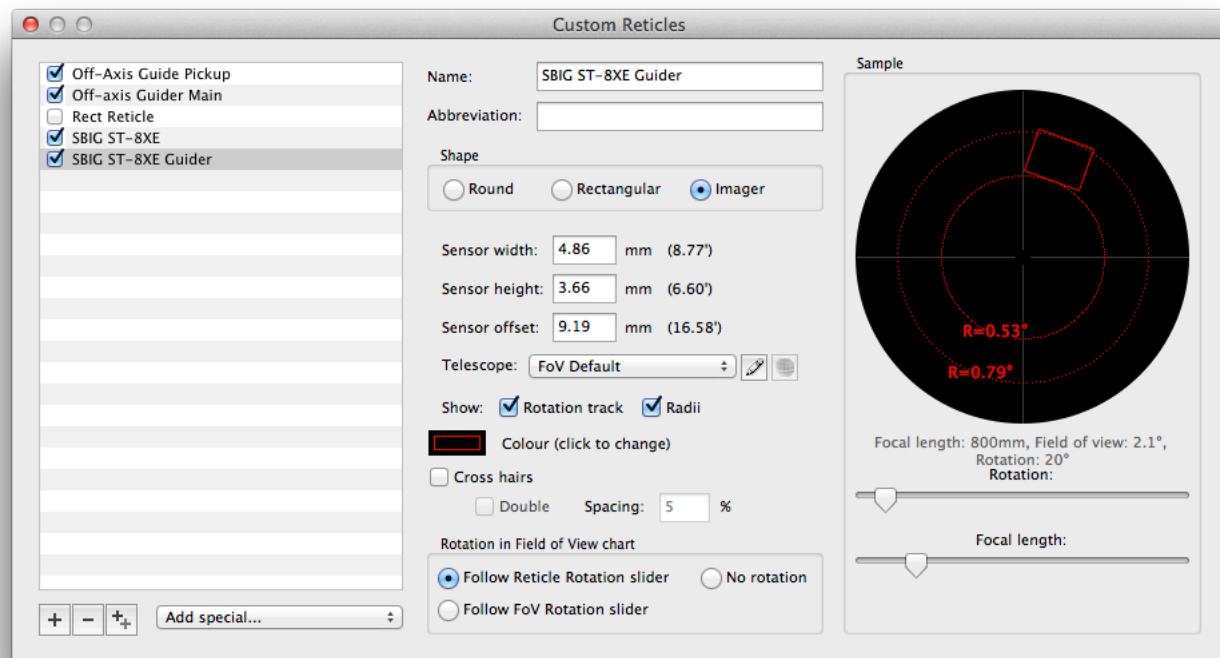 Custom Reticles
Off-Axis Guide Pickup
Off-axis Guider Main
Rect Reticle
SBIG ST-8XE
SBIG ST-8XE Guider
Add special...
Name: SBIG ST-8XE Guider
Abbreviation:
Shape
Round Rectangular Imager
Sensor width: 4.86 mm (8.77')
Sensor height: 3.66 mm (6.60')
Sensor offset: 9.19 mm (16.58')
Telescope: FoV Default
Show: Rotation track Radii
Colour (click to change)
Cross hairs
Double Spacing: 5 %
Rotation in Field of View chart
Follow Reticle Rotation slider No rotation
Follow FoV Rotation slider
Sample
R=0.53°
R=0.79°
Focal length: 800mm, Field of view: 2.1°,
Rotation: 20°
Rotation:
Focal length: